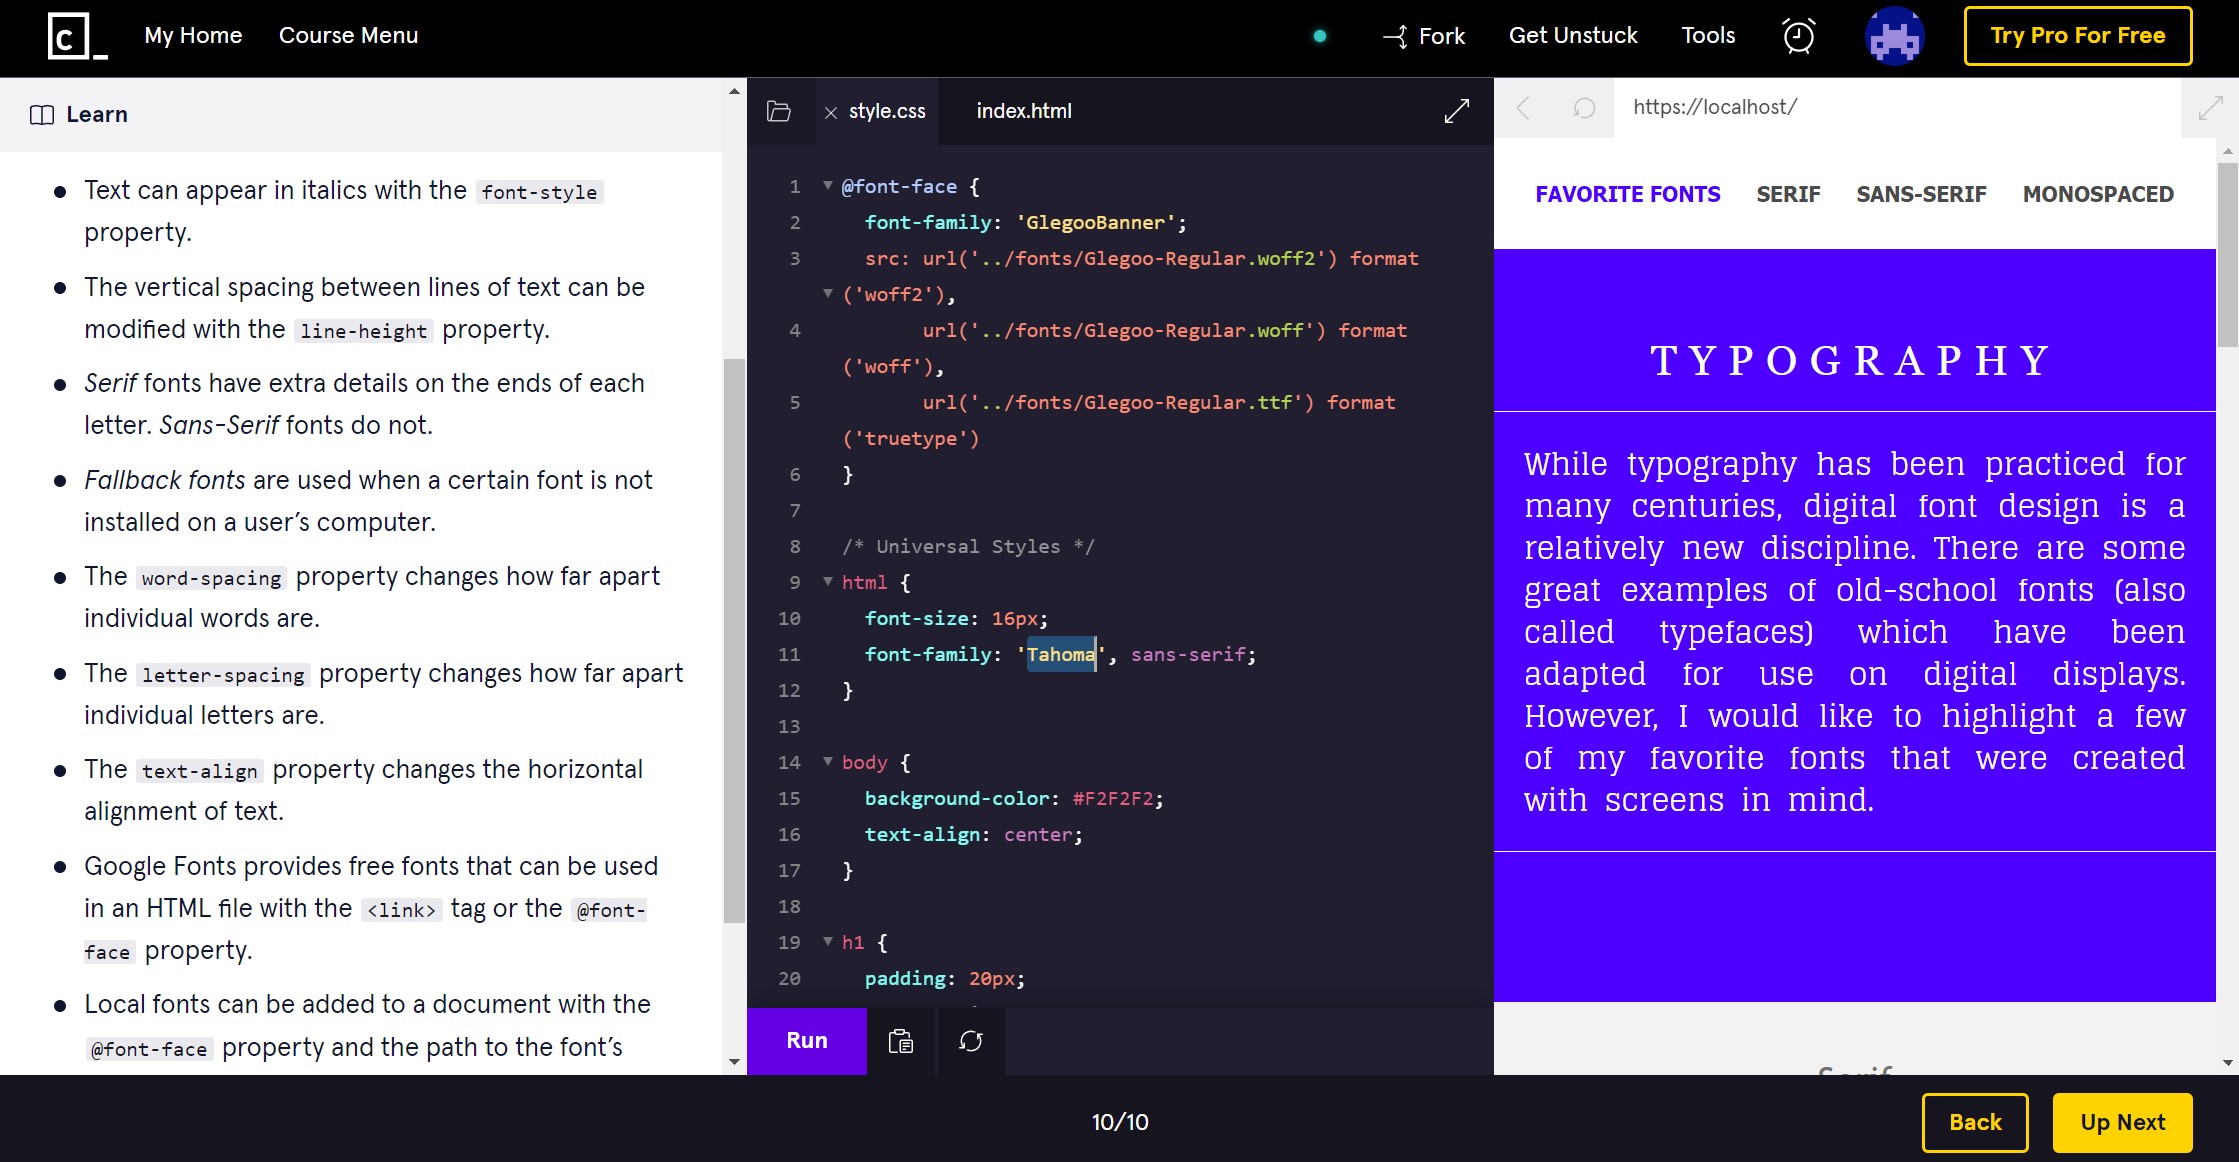 My Home Course Menu Fork Get Unstuck Tools Try Pro For Free
Learn
Text can appear in italics with the font-style
property.
The vertical spacing between lines of text can be
modified with the line-height property.
Serif fonts have extra details on the ends of each
letter. Sans-Serif fonts do not.
Fallback fonts are used when a certain font is not
installed on a user’s computer.
The word-spacing property changes how far apart
individual words are.
The letter-spacing property changes how far apart
individual letters are.
The text-align property changes the horizontal
alignment of text.
Google Fonts provides free fonts that can be used
in an HTML file with the <link> tag or the @font-
face property.
Local fonts can be added to a document with the
@font-face property and the path to the font’s
style.css index.html
1 @font-face {
2 font-family: 'GlegooBanner';
3 src: url('../fonts/Glegoo-Regular.woff2') format
('woff2'),
4 url('../fonts/Glegoo-Regular.woff') format
('woff'),
5 url('../fonts/Glegoo-Regular.ttf') format
('truetype')
6 }
7
8 /* Universal Styles */
9 html {
10 font-size: 16px;
11 font-family: 'Tahoma', sans-serif;
12 }
13
14 body {
15 background-color: #F2F2F2;
16 text-align: center;
17 }
18
19 h1 {
20 padding: 20px;
Run
https://localhost/
FAVORITE FONTS SERIF SANS-SERIF MONOSPACED
TYPOGRAPHY
While typography has been practiced for
many centuries, digital font design is a
relatively new discipline. There are some
great examples of old-school fonts (also
called typefaces) which have been
adapted for use on digital displays.
However, I would like to highlight a few
of my favorite fonts that were created
with screens in mind.
Serif
10/10
Back Up Next